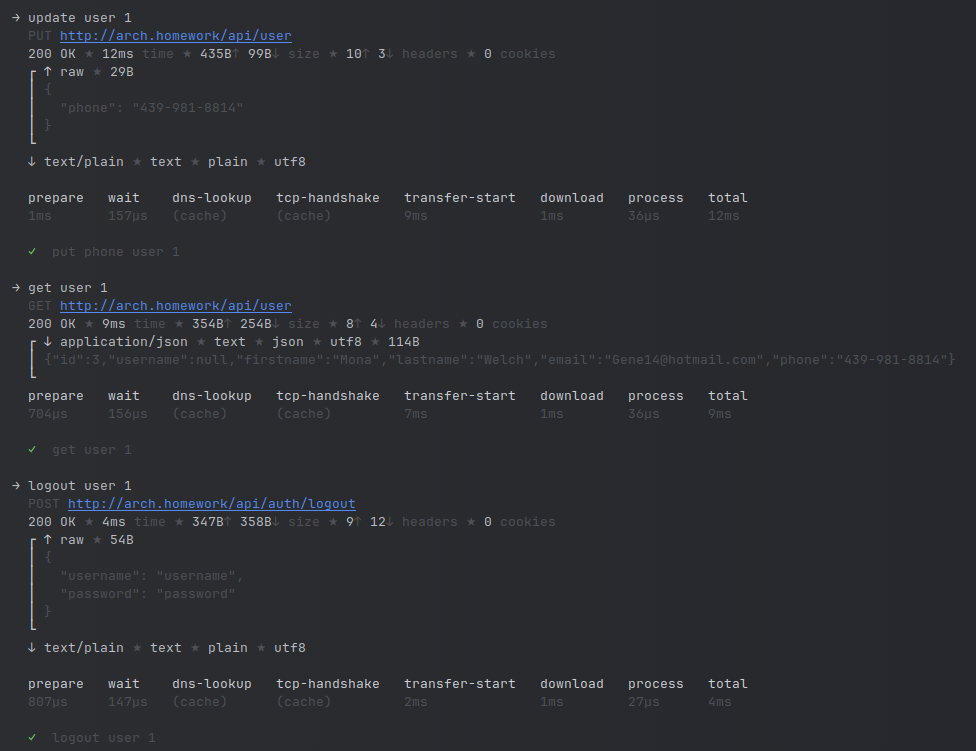 → update user 1
PUT http://arch.homework/api/user
200 OK ★ 12ms time ★ 435B↑ 99B↓ size ★ 10↑ 3↓ headers ★ 0 cookies
┌ ↑ raw ★ 29B
│ {
│   "phone": "439-981-8814"
│ }
└
↓ text/plain ★ text ★ plain ★ utf8
prepare   wait    dns-lookup   tcp-handshake   transfer-start   download   process   total
1ms       157µs   (cache)      (cache)         9ms              1ms        36µs      12ms
✓  put phone user 1
→ get user 1
GET http://arch.homework/api/user
200 OK ★ 9ms time ★ 354B↑ 254B↓ size ★ 8↑ 4↓ headers ★ 0 cookies
┌ ↓ application/json ★ text ★ json ★ utf8 ★ 114B
│ {"id":3,"username":null,"firstname":"Mona","lastname":"Welch","email":"Gene14@hotmail.com","phone":"439-981-8814"}
└
prepare   wait    dns-lookup   tcp-handshake   transfer-start   download   process   total
704µs     156µs   (cache)      (cache)         7ms              1ms        36µs      9ms
✓  get user 1
→ logout user 1
POST http://arch.homework/api/auth/logout
200 OK ★ 4ms time ★ 347B↑ 358B↓ size ★ 9↑ 12↓ headers ★ 0 cookies
┌ ↑ raw ★ 54B
│ {
│   "username": "username",
│   "password": "password"
│ }
└
↓ text/plain ★ text ★ plain ★ utf8
prepare   wait    dns-lookup   tcp-handshake   transfer-start   download   process   total
807µs     147µs   (cache)      (cache)         2ms              1ms        27µs      4ms
✓  logout user 1